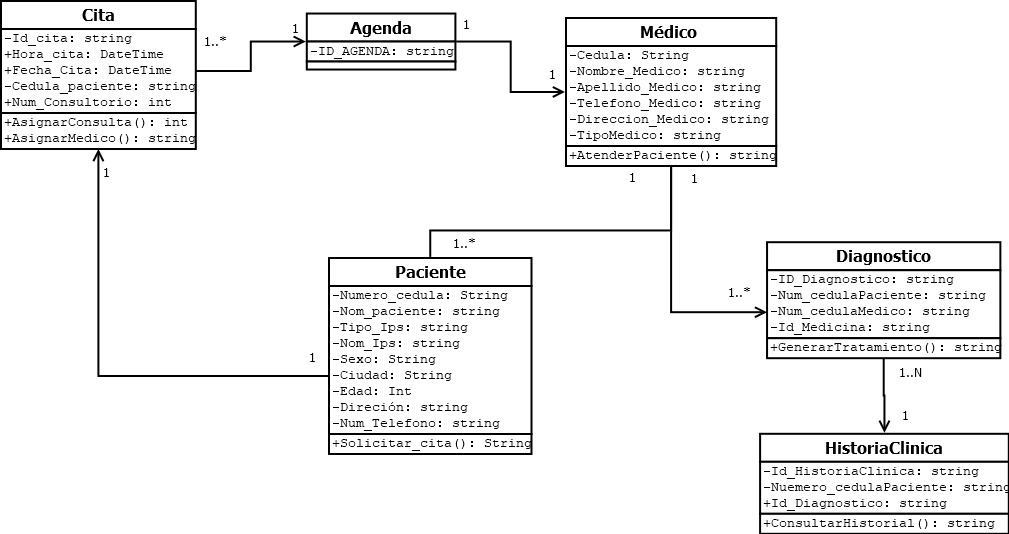 Cita
-Id_cita: string
+Hora_cita: DateTime
+Fecha_Cita: DateTime
-Cedula_paciente: string
+Num_Consultorio: int
+AsignarConsulta(): int
+AsignarMedico(): string
1..*
1
Agenda
-ID_AGENDA: string
1
1
Médico
-Cedula: String
-Nombre_Medico: string
-Apellido_Medico: string
-Telefono_Medico: string
-Direccion_Medico: string
-TipoMedico: string
+AtenderPaciente(): string
1
1
1
1..*
Paciente
-Numero_cedula: String
-Nom_paciente: string
-Tipo_Ips: string
-Nom_Ips: string
-Sexo: String
-Ciudad: String
-Edad: Int
-Direción: string
-Num_Telefono: string
+Solicitar_cita(): String
1
1..*
Diagnostico
-ID_Diagnostico: string
-Num_cedulaPaciente: string
-Num_cedulaMedico: string
-Id_Medicina: string
+GenerarTratamiento(): string
1..N
1
HistoriaClinica
-Id_HistoriaClinica: string
-Nuemero_cedulaPaciente: string
+Id_Diagnostico: string
+ConsultarHistorial(): string